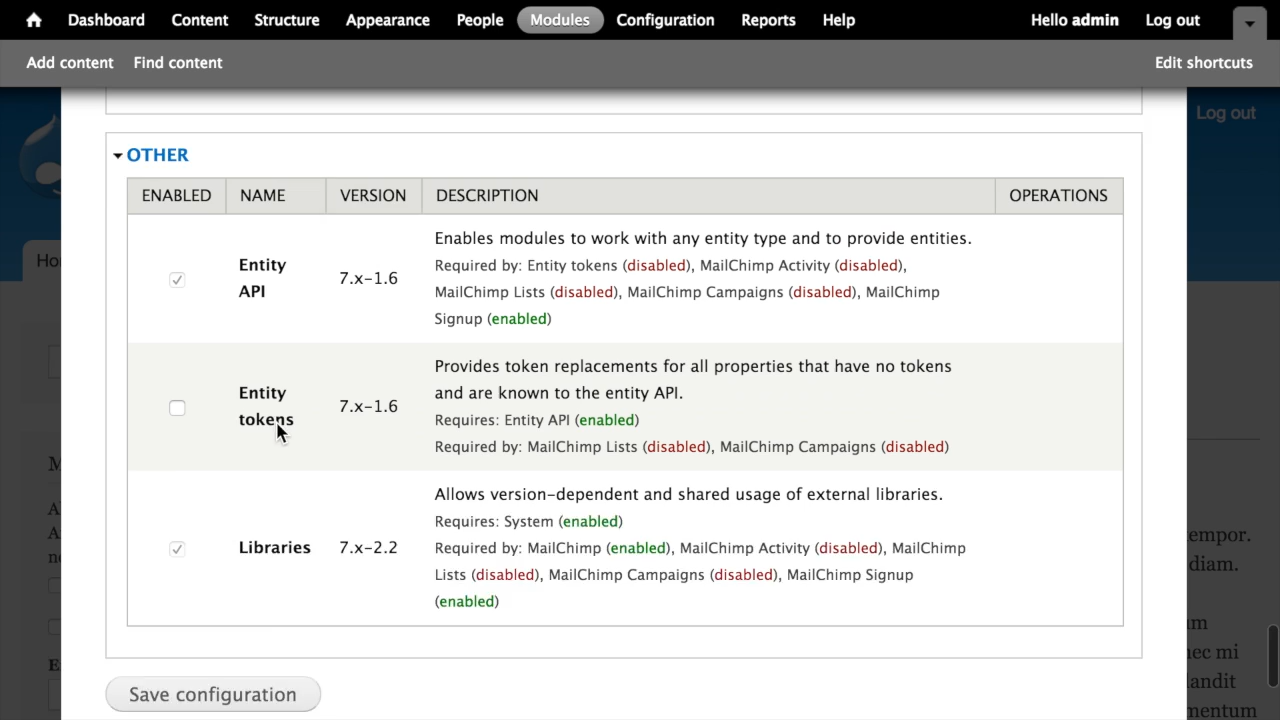 Dashboard Content Structure Appearance People Modules Configuration Reports Help Hello admin Log out
Add content Find content Edit shortcuts
Log out
OTHER
ENABLED NAME VERSION DESCRIPTION OPERATIONS
Entity API
7.x-1.6
Enables modules to work with any entity type and to provide entities.
Required by: Entity tokens (disabled), MailChimp Activity (disabled),
MailChimp Lists (disabled), MailChimp Campaigns (disabled), MailChimp
Signup (enabled)
Entity
tokens
7.x-1.6
Provides token replacements for all properties that have no tokens
and are known to the entity API.
Requires: Entity API (enabled)
Required by: MailChimp Lists (disabled), MailChimp Campaigns (disabled)
Libraries
7.x-2.2
Allows version-dependent and shared usage of external libraries.
Requires: System (enabled)
Required by: MailChimp (enabled), MailChimp Activity (disabled), MailChimp
Lists (disabled), MailChimp Campaigns (disabled), MailChimp Signup
(enabled)
diam.
Save configuration